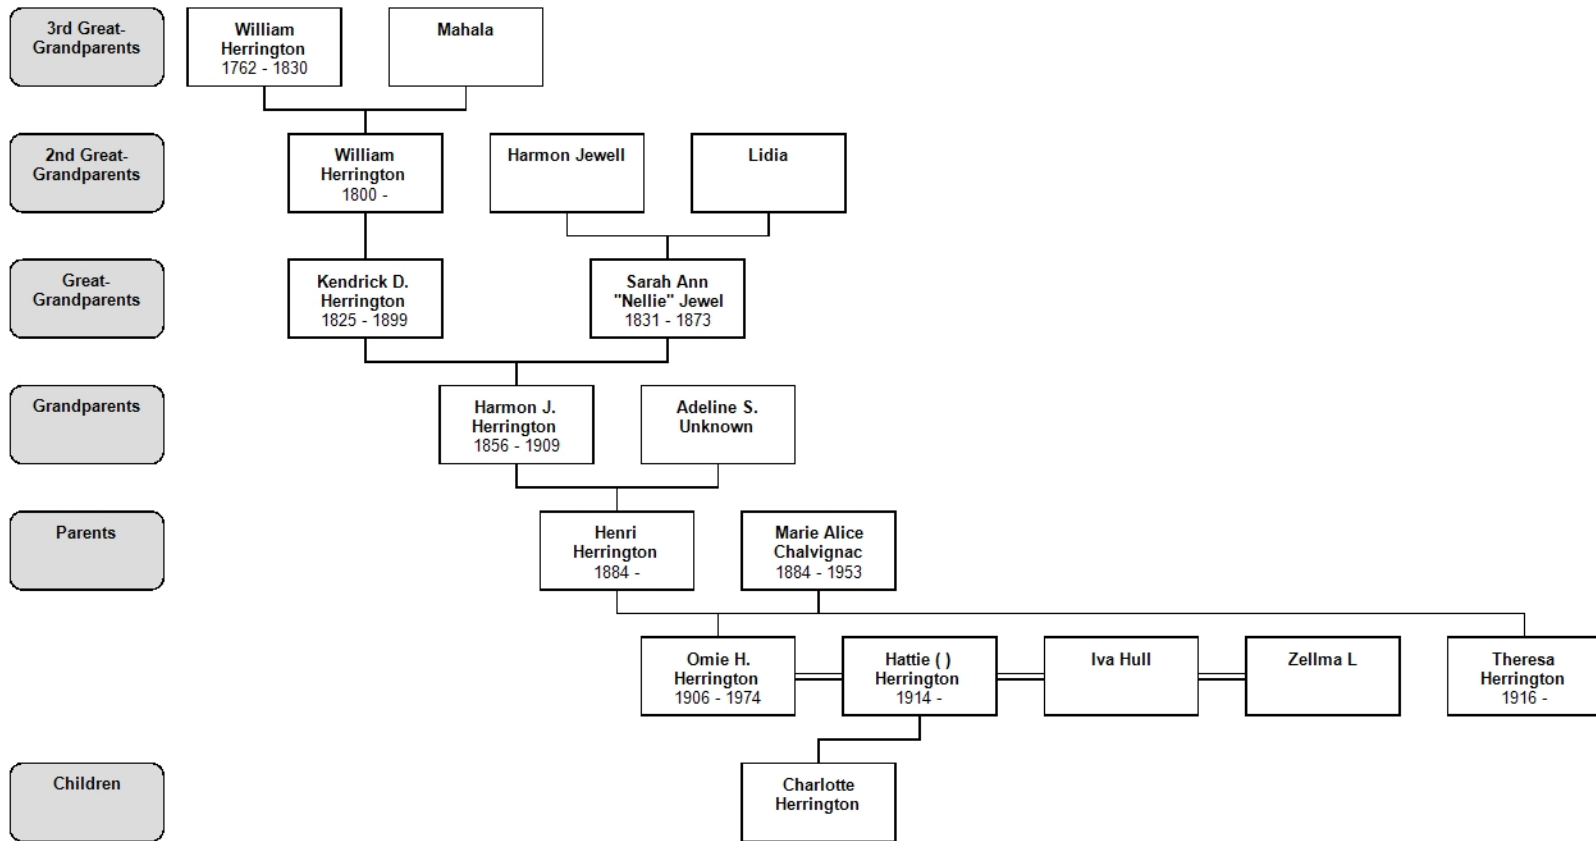 3rd Great-
Grandparents
William
Herrington
1762 - 1830
Mahala
2nd Great-
Grandparents
William
Herrington
1800 -
Harmon Jewell
Lidia
Great-
Grandparents
Kendrick D.
Herrington
1825 - 1899
Sarah Ann
"Nellie" Jewel
1831 - 1873
Grandparents
Harmon J.
Herrington
1856 - 1909
Adeline S.
Unknown
Parents
Henri
Herrington
1884 -
Marie Alice
Chalvignac
1884 - 1953
Omie H.
Herrington
1906 - 1974
Hattie ( )
Herrington
1914 -
Iva Hull
Zellma L
Theresa
Herrington
1916 -
Children
Charlotte
Herrington